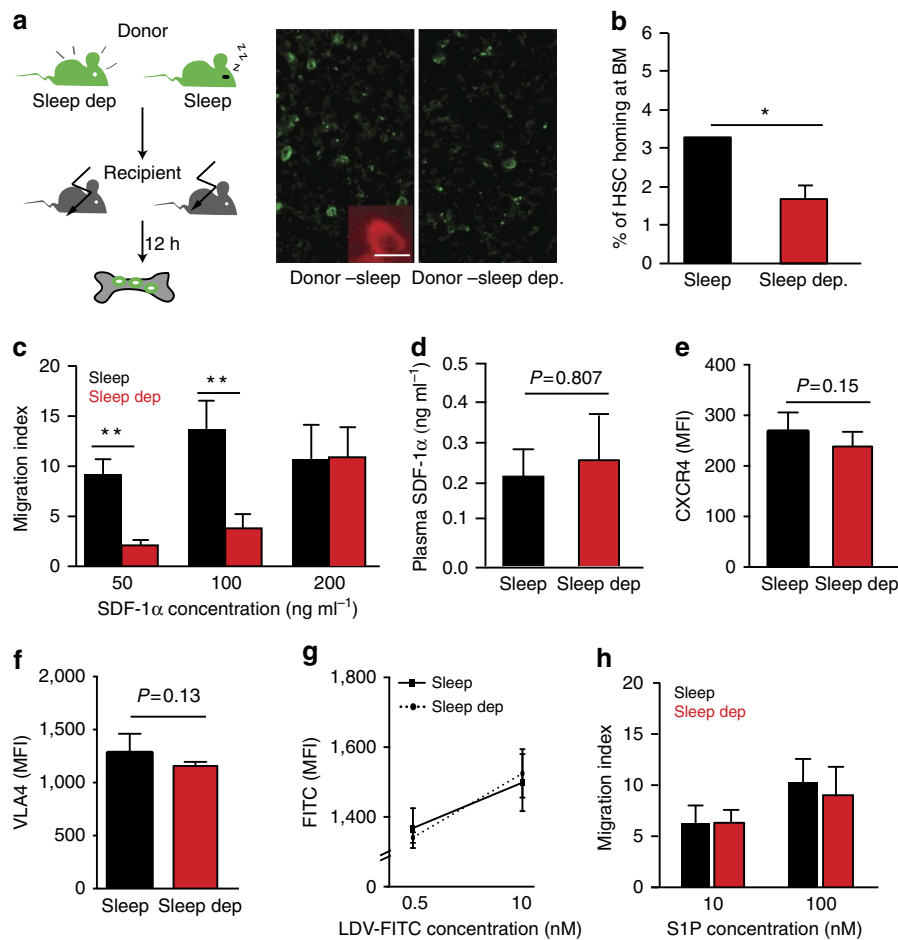 a
Donor
z
z
z
Sleep dep
Sleep
Recipient
12 h
Donor –sleep
Donor –sleep dep.
b
% of HSC homing at BM
6
5
3
2
0
*
Sleep
Sleep dep.
c
Migration index
20
15
10
5
0
Sleep
Sleep dep
**
**
50
100
200
SDF-1α concentration (ng ml⁻¹)
d
Plasma SDF-1α (ng ml⁻¹)
0.5
0.4
0.3
0.2
0.1
0.0
P=0.807
Sleep
Sleep dep
e
CXCR4 (MFI)
400
300
200
100
0
P=0.15
Sleep
Sleep dep
f
VLA4 (MFI)
2,000
1,500
1,000
500
0
P=0.13
Sleep
Sleep dep
g
FITC (MFI)
1,800
1,600
1,400
0
Sleep
Sleep dep
0.5
10
LDV-FITC concentration (nM)
h
Migration index
20
15
10
5
0
Sleep
Sleep dep
10
100
S1P concentration (nM)